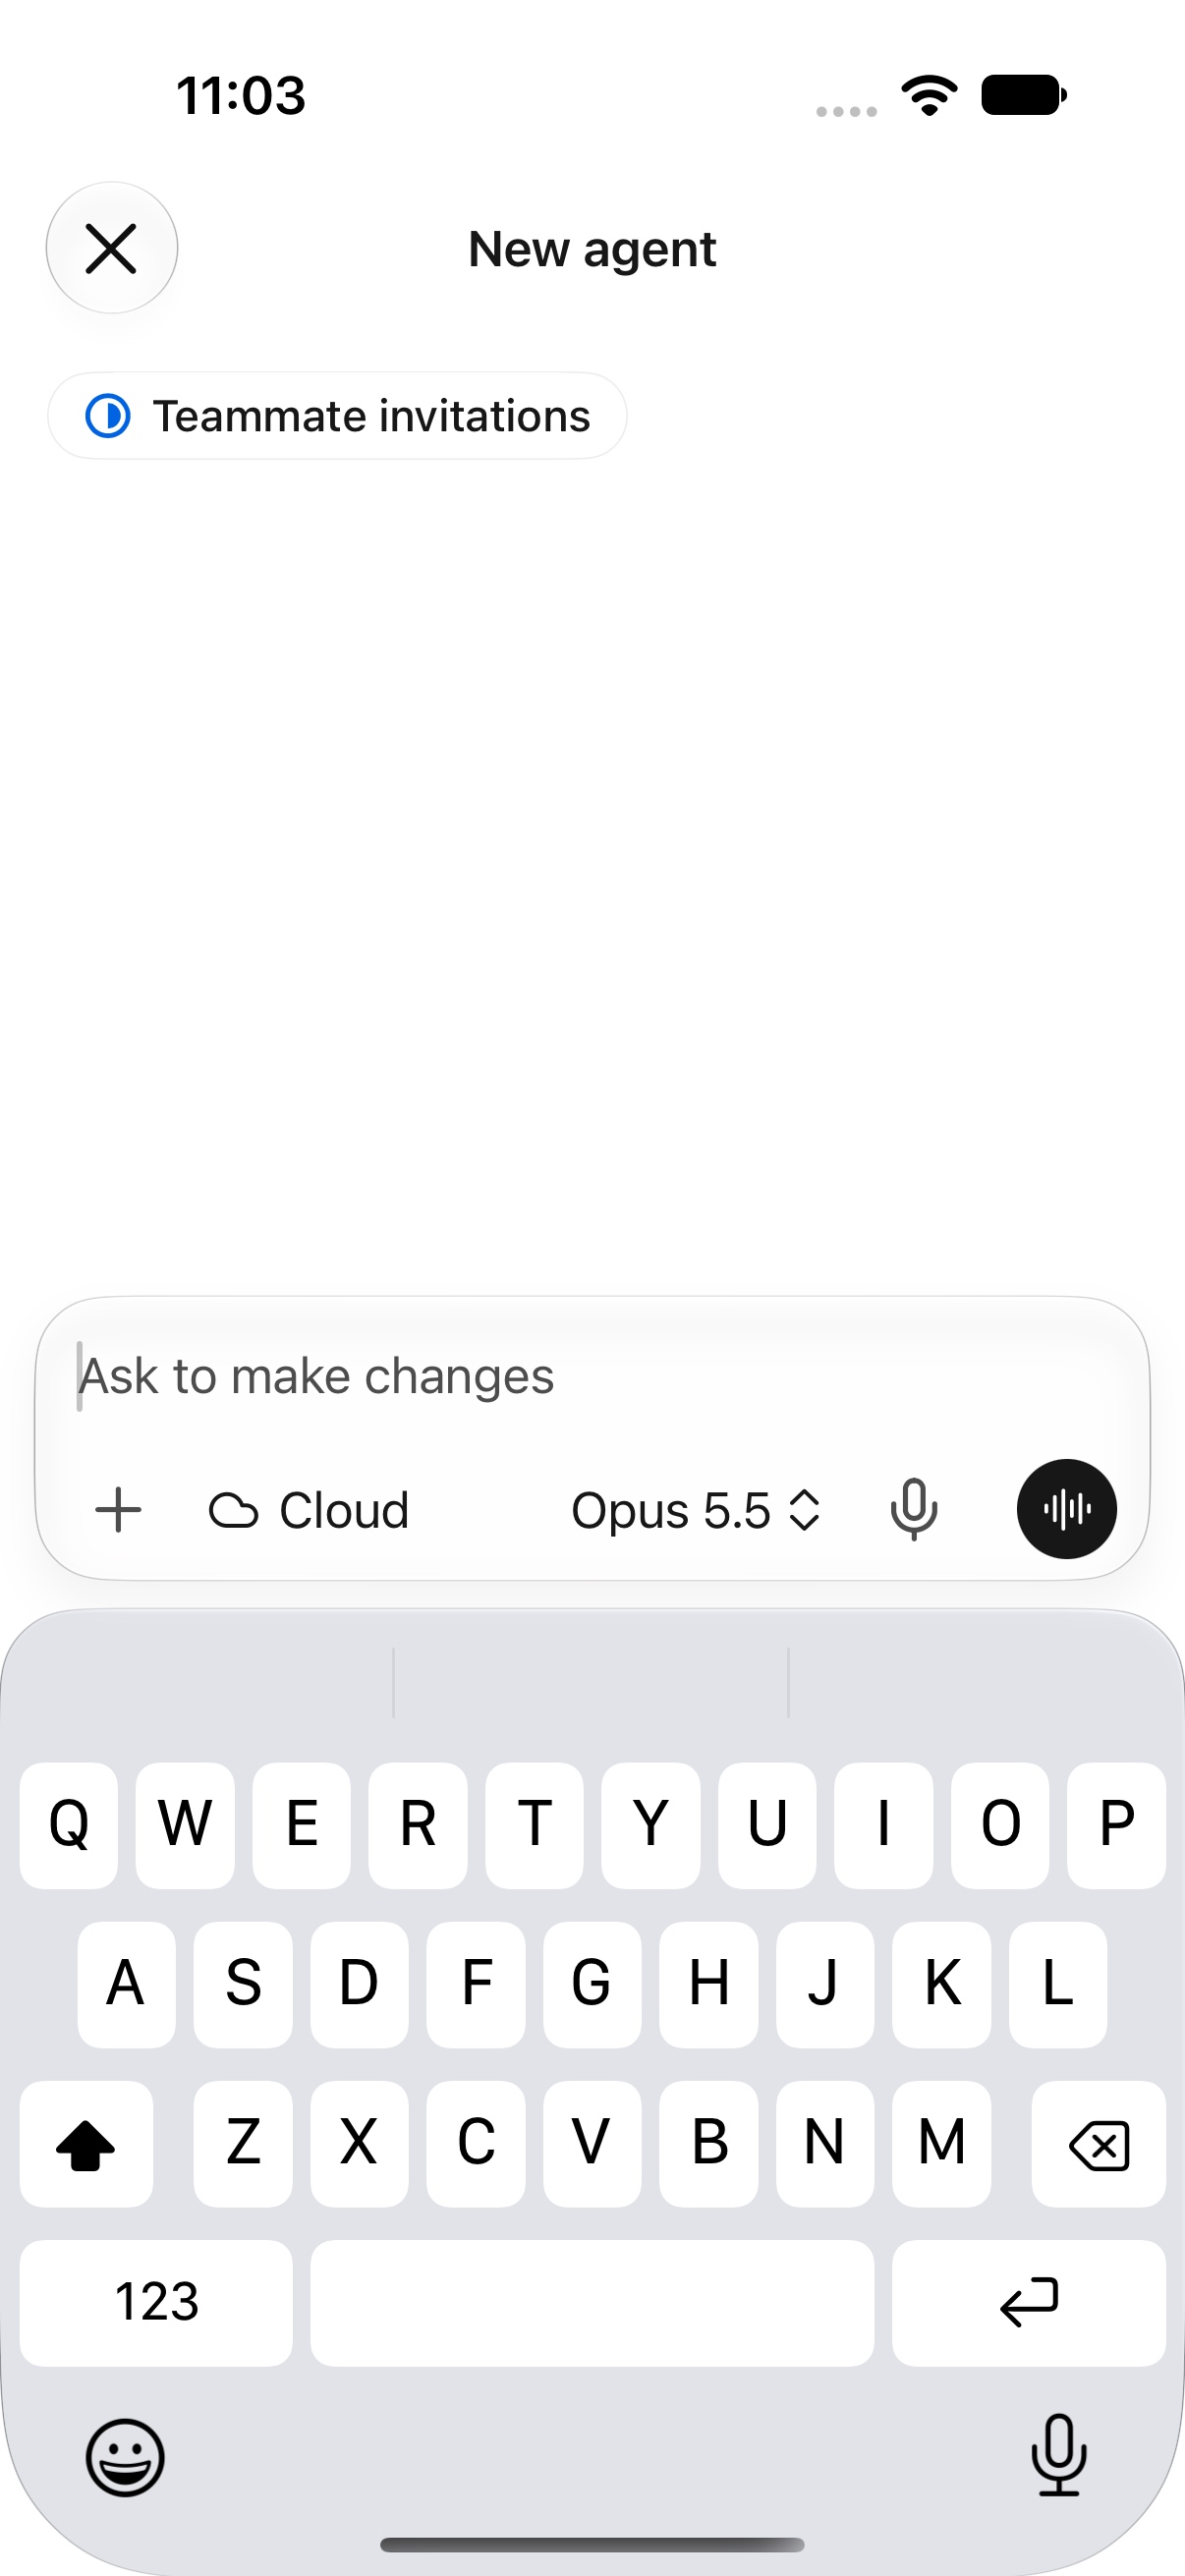 11:03
New agent
Teammate invitations
Ask to make changes
Cloud
Opus 5.5
Q W E R T Y U I O P
A S D F G H J K L
Z X C V B N M
123